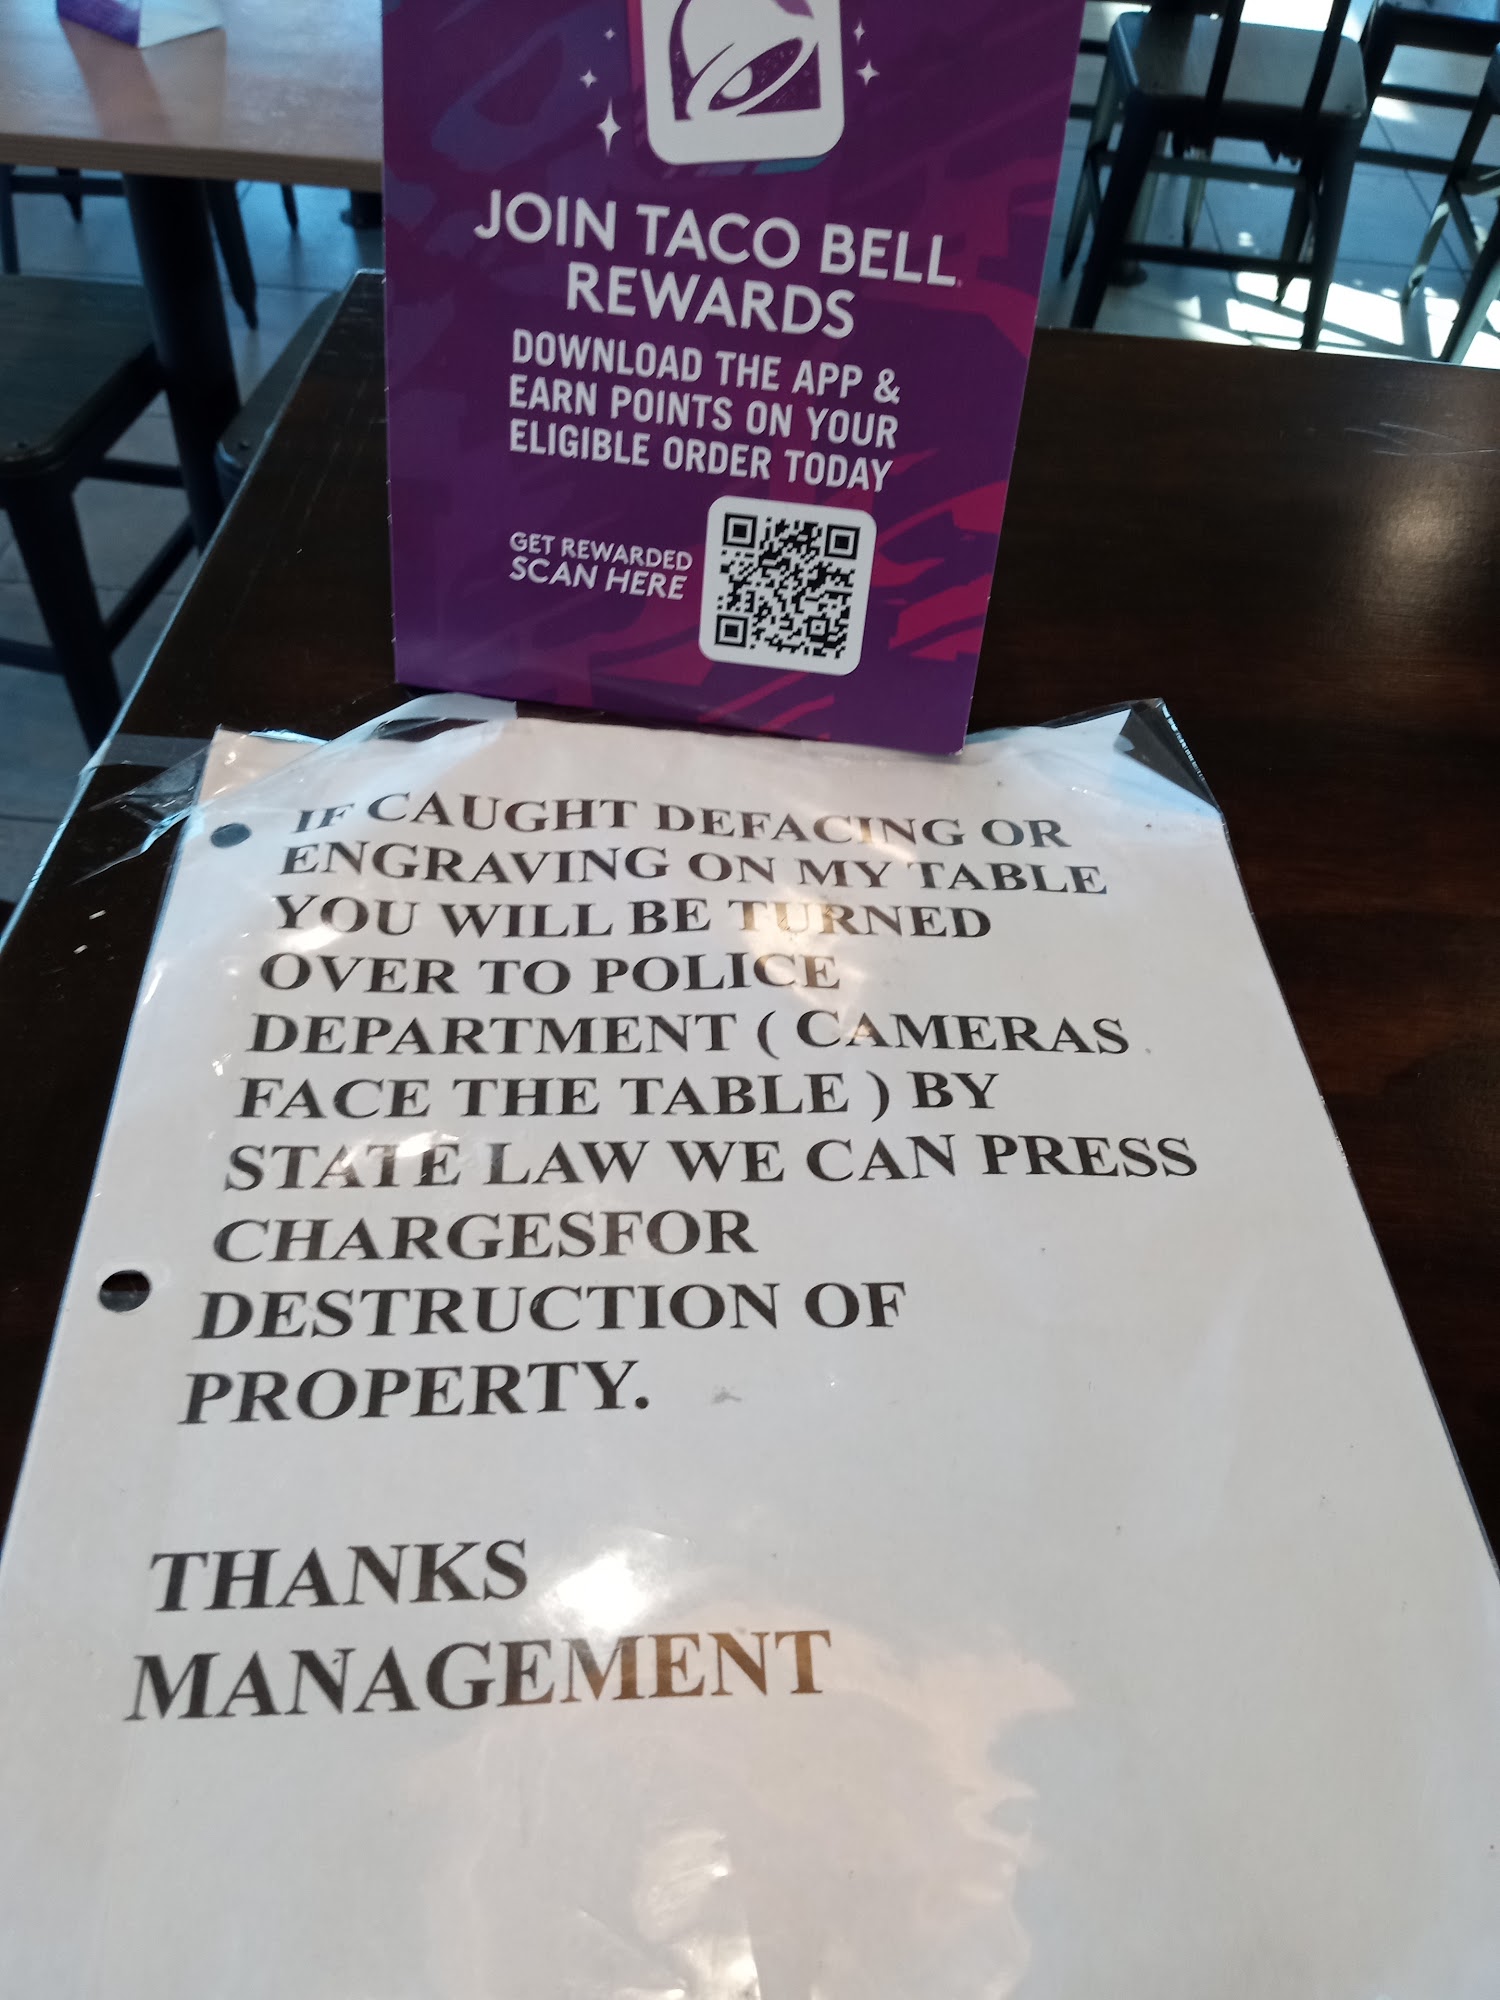 JOIN TACO BELL
REWARDS
DOWNLOAD THE APP &
EARN POINTS ON YOUR
ELIGIBLE ORDER TODAY
GET REWARDED
SCAN HERE
IF CAUGHT DEFACING OR
ENGRAVING ON MY TABLE
YOU WILL BE TURNED
OVER TO POLICE
DEPARTMENT ( CAMERAS
FACE THE TABLE ) BY
STATE LAW WE CAN PRESS
CHARGESFOR
DESTRUCTION OF
PROPERTY.
THANKS
MANAGEMENT